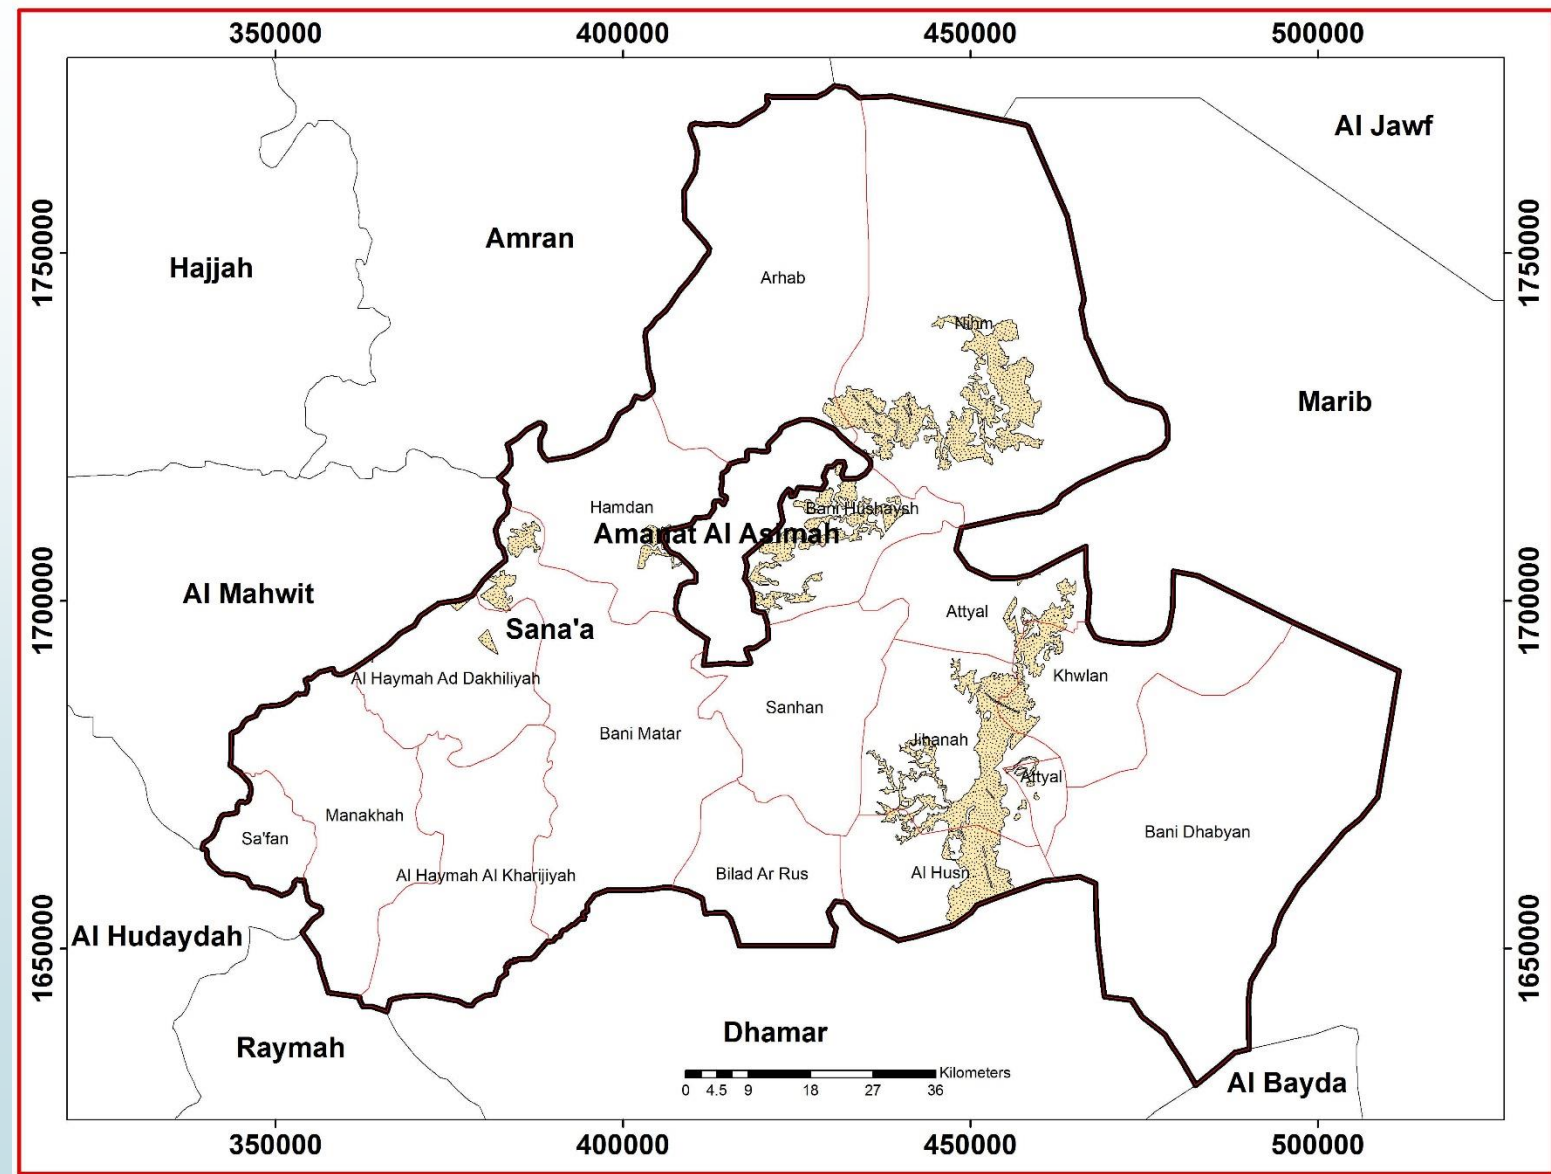 350000 400000 450000 500000
Al Jawf
1750000
1750000
Amran
Hajjah
Arhab
Nihm
Marib
Hamdan
Bani Hushaysh
Amanat Al Asimah
1700000
1700000
Al Mahwit
Attyal
Sana'a
Khwlan
Al Haymah Ad Dakhiliyah
Sanhan
Bani Matar
Jihanah
Attyal
Manakhah
Bani Dhabyan
Sa'fan
Al Haymah Al Kharijiyah
Bilad Ar Rus
Al Husn
1650000
1650000
Al Hudaydah
Dhamar
Raymah
Kilometers
0 4.5 9 18 27 36
Al Bayda
350000 400000 450000 500000